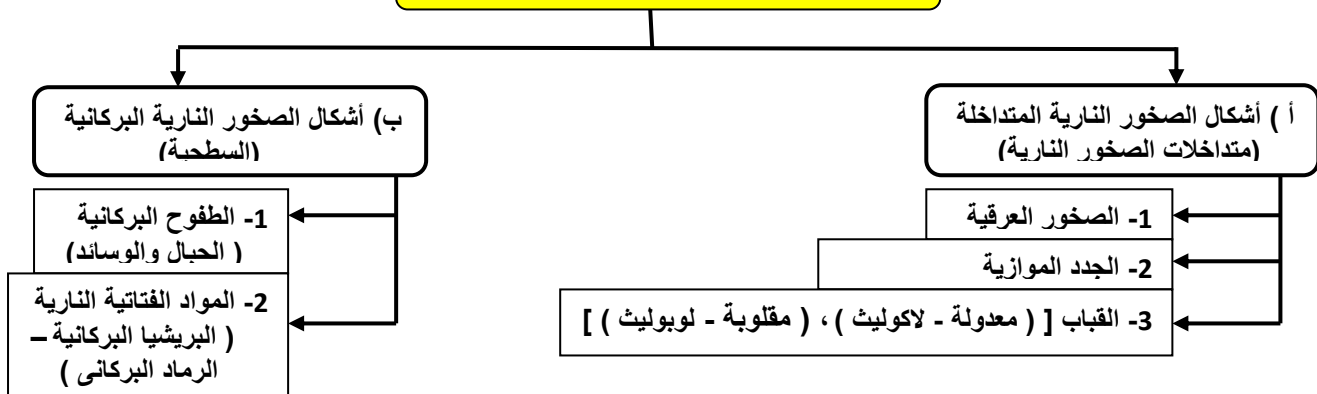 أ ) أشكال الصخور النارية المتداخلة
(متداخلات الصخور النارية)
1- الصخور العرقية
2- الجدد الموازية
3- القباب [ ( معدولة - لاكوليث ) ، ( مقلوبة - لوبوليث ) ]
ب) أشكال الصخور النارية البركانية
(السطحية)
1- الطفوح البركانية
( الحبال والوسائد)
2- المواد الفتاتية النارية
( البريشيا البركانية –
الرماد البركانى )